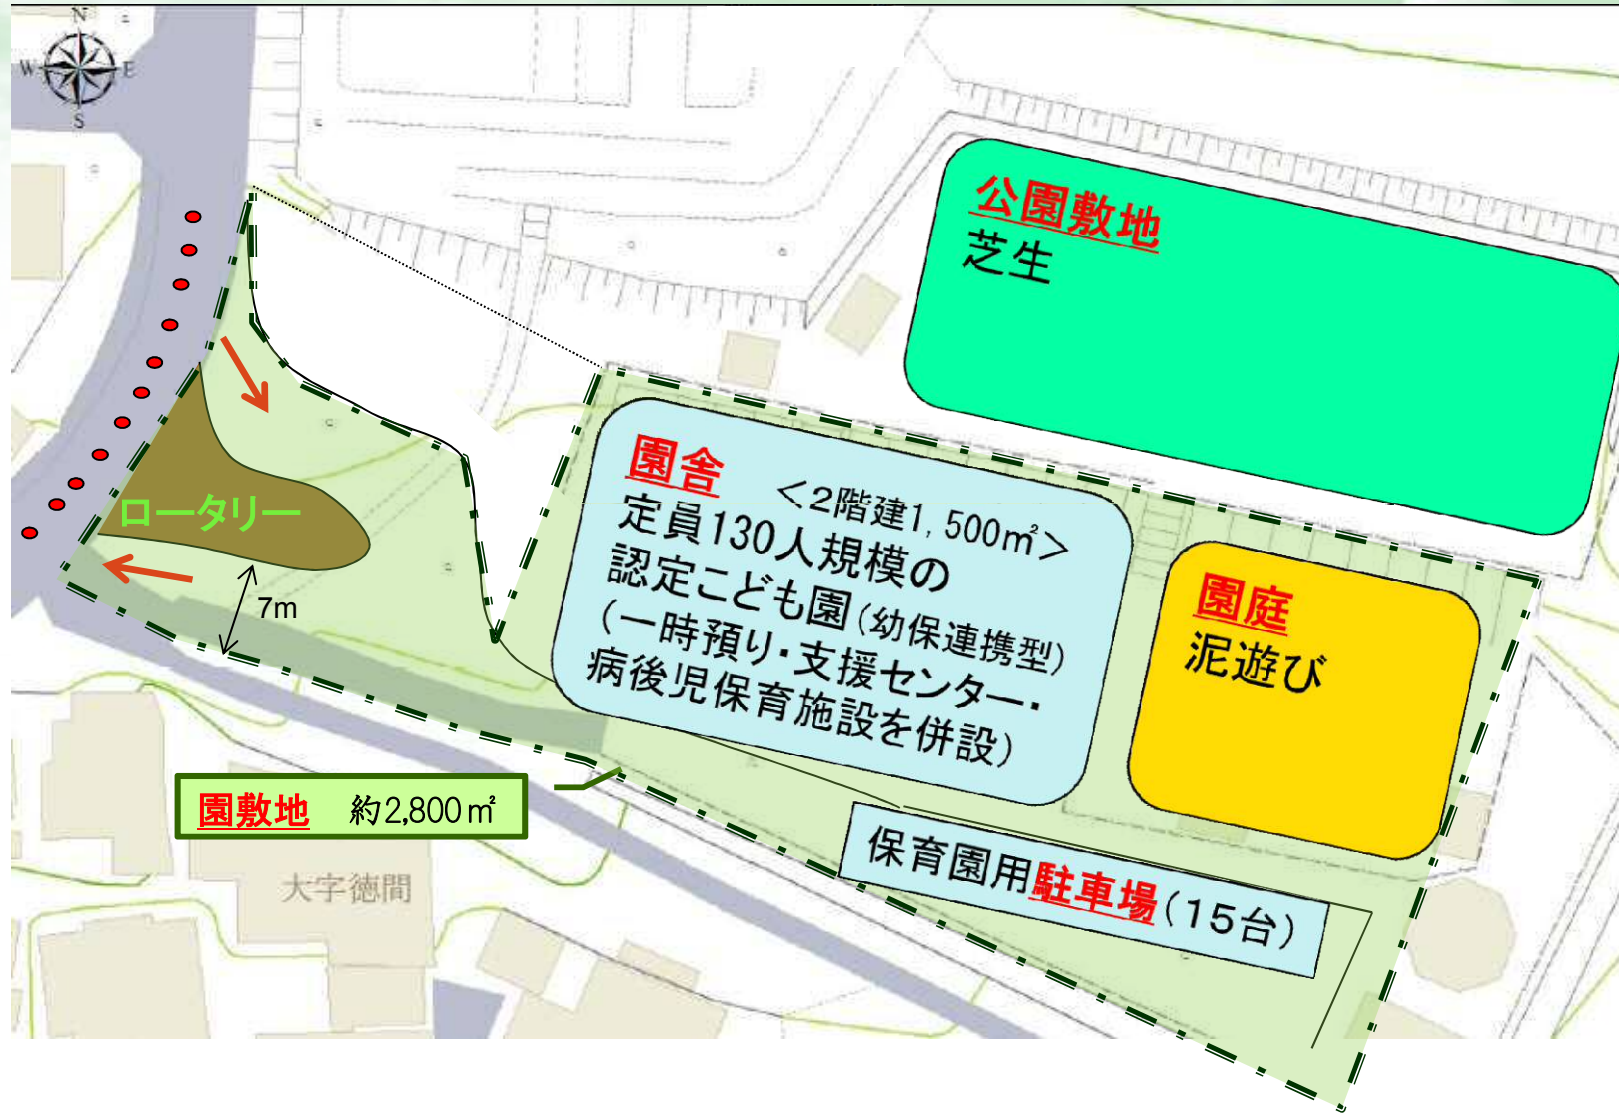 N
W E
S
公園敷地
芝生
園舎 <2階建1,500㎡>
定員130人規模の
認定こども園(幼保連携型)
(一時預り・支援センター・
病後児保育施設を併設)
園庭
泥遊び
ロータリー
7m
園敷地 約2,800㎡
保育園用駐車場(15台)
大字徳間